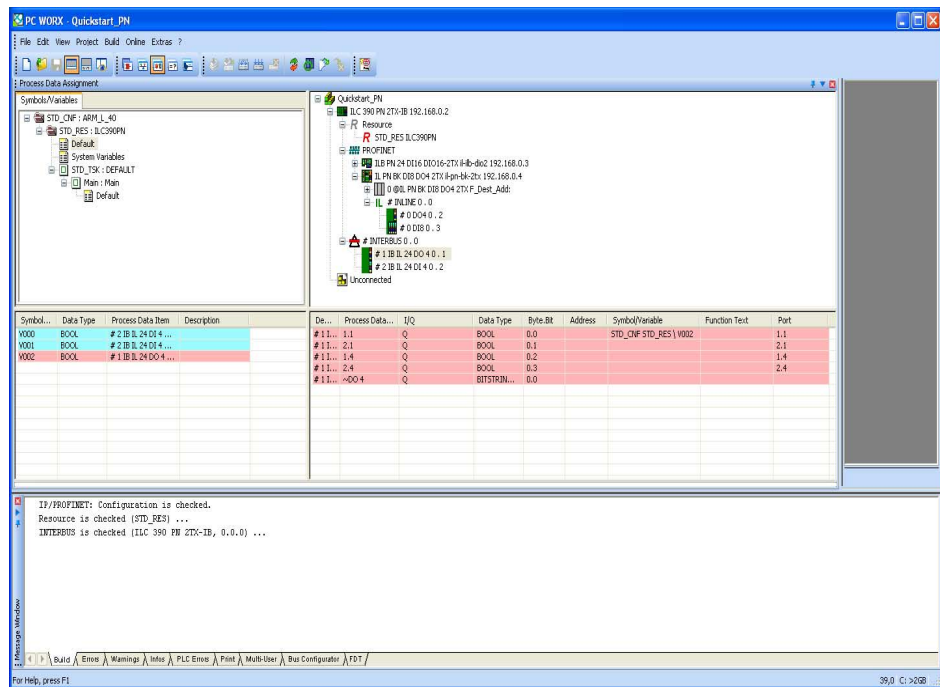 PC WORX - Quickstart_PN
File Edit View Project Build Online Extras ?
Process Data Assignment
Symbols/Variables
STD_CNF : ARM_L_40
STD_RES : ILC390PN
Default
System Variables
STD_TSK : DEFAULT
Main : Main
Default
Quickstart_PN
ILC 390 PN 2TX-IB 192.168.0.2
R Resource
R STD_RES ILC390PN
PROFINET
ILB PN 24 DI16 DIO16-2TX il-ilb-dio2 192.168.0.3
IL PN BK DI8 DO4 2TX il-pn-bk-2tx 192.168.0.4
0 @IL PN BK DI8 DO4 2TX F_Dest_Add:
IL # INLINE 0 . 0
# 0 DO4 0 . 2
# 0 DI8 0 . 3
# INTERBUS 0 . 0
# 1 IB IL 24 DO 4 0 . 1
# 2 IB IL 24 DI 4 0 . 2
Unconnected
Symbol... Data Type Process Data Item Description
V000 BOOL # 2 IB IL 24 DI 4 ...
V001 BOOL # 2 IB IL 24 DI 4 ...
V002 BOOL # 1 IB IL 24 DO 4 ...
De... Process Data... I/Q Data Type Byte.Bit Address Symbol/Variable Function Text Port
# 1 I... 1.1 Q BOOL 0.0 STD_CNF STD_RES \ V002 1.1
# 1 I... 2.1 Q BOOL 0.1 2.1
# 1 I... 1.4 Q BOOL 0.2 1.4
# 1 I... 2.4 Q BOOL 0.3 2.4
# 1 I... ~DO 4 Q BITSTRIN... 0.0
IP/PROFINET: Configuration is checked.
Resource is checked (STD_RES) ...
INTERBUS is checked (ILC 390 PN 2TX-IB, 0.0.0) ...
Message Window
Build Errors Warnings Infos PLC Errors Print Multi-User Bus Configurator FDT
For Help, press F1
39,0 C: >2GB